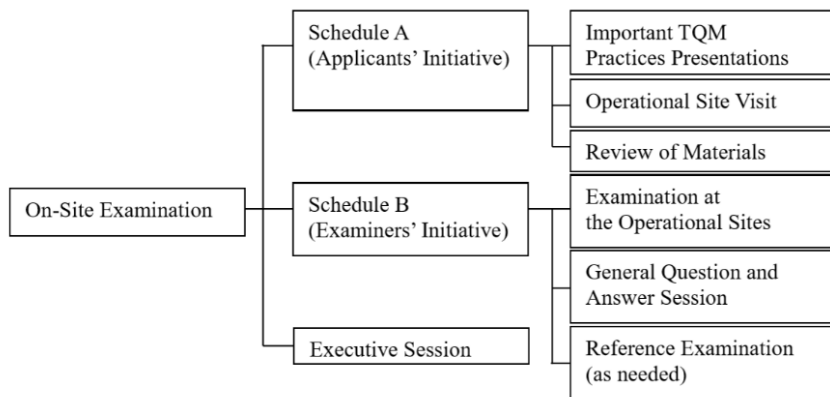 On-Site Examination
Schedule A
(Applicants' Initiative)
Important TQM
Practices Presentations
Operational Site Visit
Review of Materials
Schedule B
(Examiners' Initiative)
Examination at
the Operational Sites
General Question and
Answer Session
Reference Examination
(as needed)
Executive Session